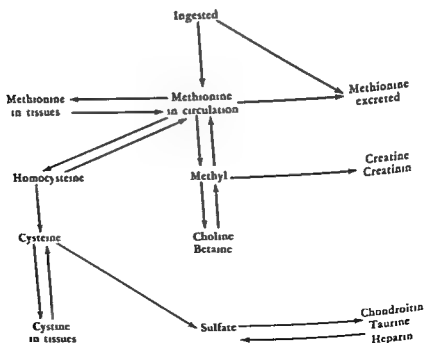 Ingested
Methionine
in tissues
Methionine
in circulation
Methionine
excreted
Homocysteine
Methyl
Creatine
Creatinin
Cysteine
Choline
Betaine
Cystine
in tissues
Sulfate
Chondroitin
Taurine
Heparin